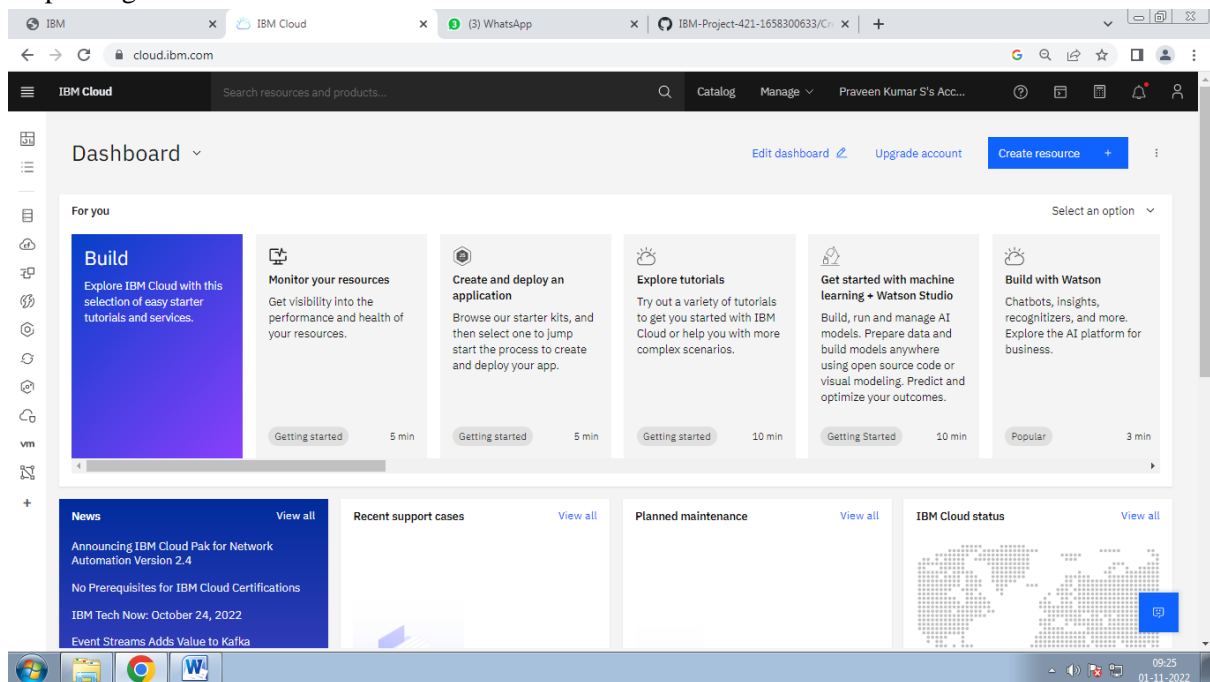 IBM
IBM Cloud
(3) WhatsApp
IBM-Project-421-1658300633/Cr
cloud.ibm.com
IBM Cloud
Search resources and products...
Catalog
Manage
Praveen Kumar S's Acc...
Dashboard
Edit dashboard
Upgrade account
Create resource +
For you
Select an option
Build
Explore IBM Cloud with this
selection of easy starter
tutorials and services.
Monitor your resources
Get visibility into the
performance and health of
your resources.
Getting started 5 min
Create and deploy an
application
Browse our starter kits, and
then select one to jump
start the process to create
and deploy your app.
Getting started 5 min
Explore tutorials
Try out a variety of tutorials
to get you started with IBM
Cloud or help you with more
complex scenarios.
Getting started 10 min
Get started with machine
learning + Watson Studio
Build, run and manage AI
models. Prepare data and
build models anywhere
using open source code or
visual modeling. Predict and
optimize your outcomes.
Getting Started 10 min
Build with Watson
Chatbots, insights,
recognitizers, and more.
Explore the AI platform for
business.
Popular 3 min
vm
News View all
Announcing IBM Cloud Pak for Network
Automation Version 2.4
No Prerequisites for IBM Cloud Certifications
IBM Tech Now: October 24, 2022
Event Streams Adds Value to Kafka
Recent support cases View all
Planned maintenance View all
IBM Cloud status View all
09:25
01-11-2022